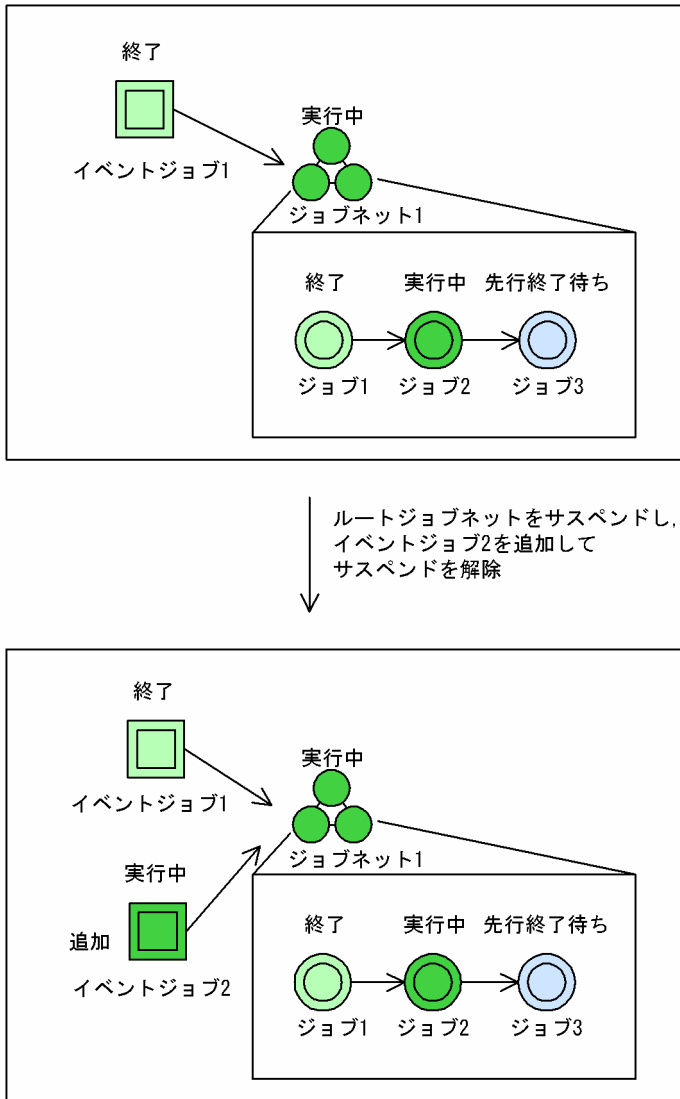 終了
イベントジョブ1
実行中
ジョブネット1
終了 実行中 先行終了待ち
ジョブ1 ジョブ2 ジョブ3
ルートジョブネットをサスペンドし,
イベントジョブ2を追加して
サスペンドを解除
終了
イベントジョブ1
実行中
ジョブネット1
実行中
追加
イベントジョブ2
終了 実行中 先行終了待ち
ジョブ1 ジョブ2 ジョブ3